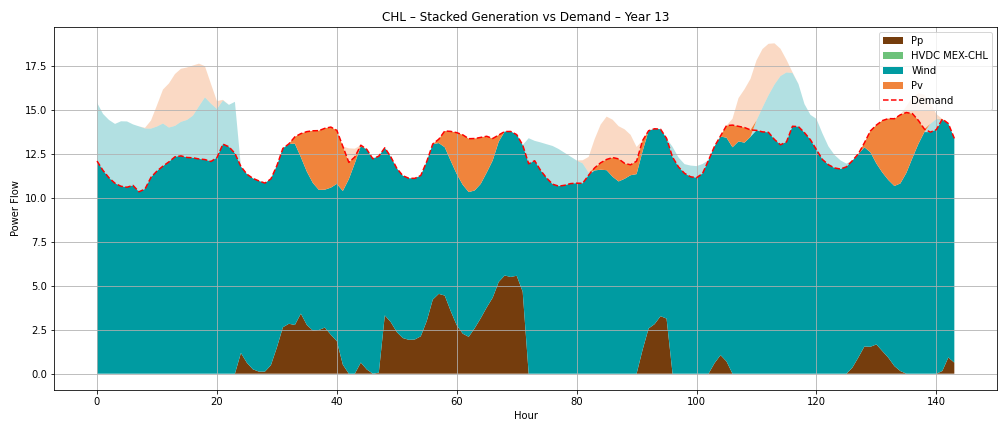 CHL – Stacked Generation vs Demand – Year 13
Power Flow
17.5
15.0
12.5
10.0
7.5
5.0
2.5
0.0
Pp
HVDC MEX-CHL
Wind
Pv
Demand
0 20 40 60 80 100 120 140
Hour